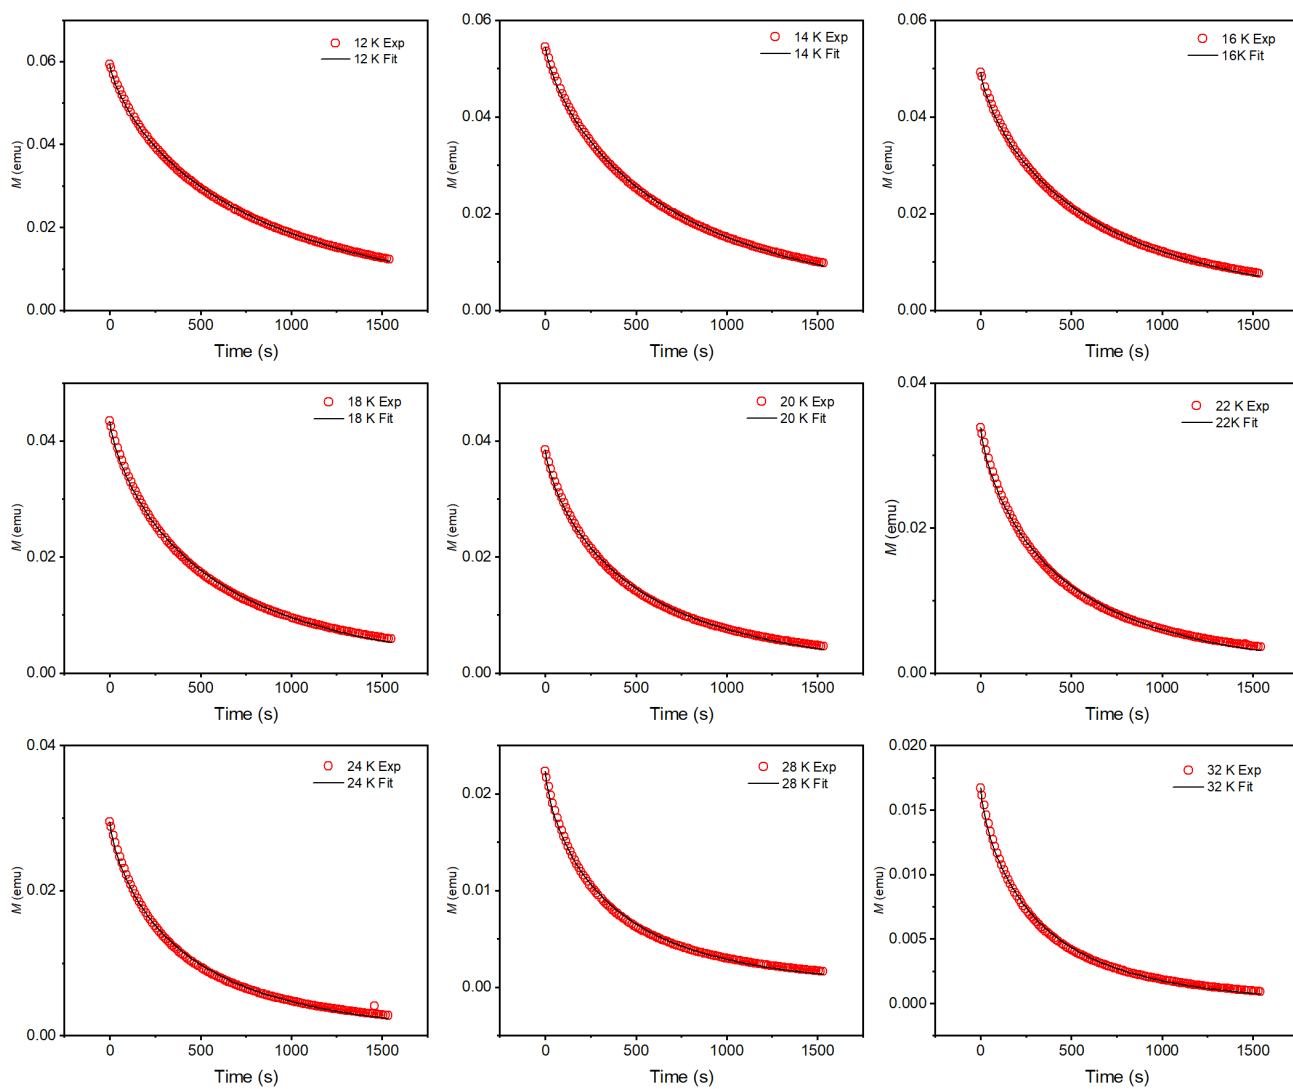 12 K Exp
12 K Fit
0.06
0.04
0.02
0.00
M (emu)
0
500
1000
1500
Time (s)
14 K Exp
14 K Fit
0.06
0.04
0.02
0.00
M (emu)
0
500
1000
1500
Time (s)
16 K Exp
16K Fit
0.06
0.04
0.02
0.00
M (emu)
0
500
1000
1500
Time (s)
18 K Exp
18 K Fit
0.04
0.02
0.00
M (emu)
0
500
1000
1500
Time (s)
20 K Exp
20 K Fit
0.04
0.02
0.00
M (emu)
0
500
1000
1500
Time (s)
22 K Exp
22K Fit
0.04
0.02
0.00
M (emu)
0
500
1000
1500
Time (s)
24 K Exp
24 K Fit
0.04
0.02
0.00
M (emu)
0
500
1000
1500
Time (s)
28 K Exp
28 K Fit
0.02
0.01
0.00
M (emu)
0
500
1000
1500
Time (s)
32 K Exp
32 K Fit
0.020
0.015
0.010
0.005
0.000
M (emu)
0
500
1000
1500
Time (s)